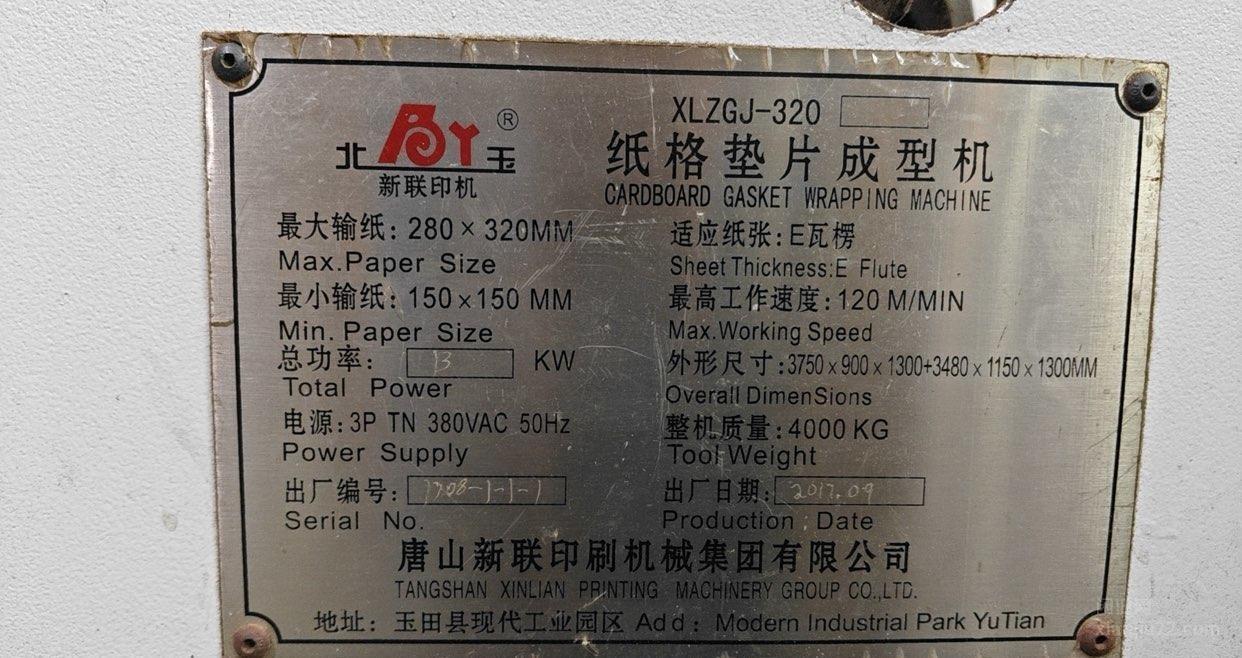 XLZGJ-320
北 BY 玉 ®
新联印机
纸格垫片成型机
CARDBOARD GASKET WRAPPING MACHINE
最大输纸: 280×320MM
Max.Paper Size
最小输纸: 150×150 MM
Min. Paper Size
总功率: 13 KW
Total Power
电源: 3P TN 380VAC 50Hz
Power Supply
出厂编号: 1708-1-1-1
Serial No.
适应纸张: E瓦楞
Sheet Thickness:E Flute
最高工作速度: 120 M/MIN
Max.Working Speed
外形尺寸: 3750×900×1300+3480×1150×1300MM
Overall DimenSions
整机质量: 4000KG
Tool Weight
出厂日期: 2017.09
Production Date
唐山新联印刷机械集团有限公司
TANGSHAN XINLIAN PRINTING MACHINERY GROUP CO.,LTD.
地址: 玉田县现代工业园区 Add: Modern Industrial Park YuTian